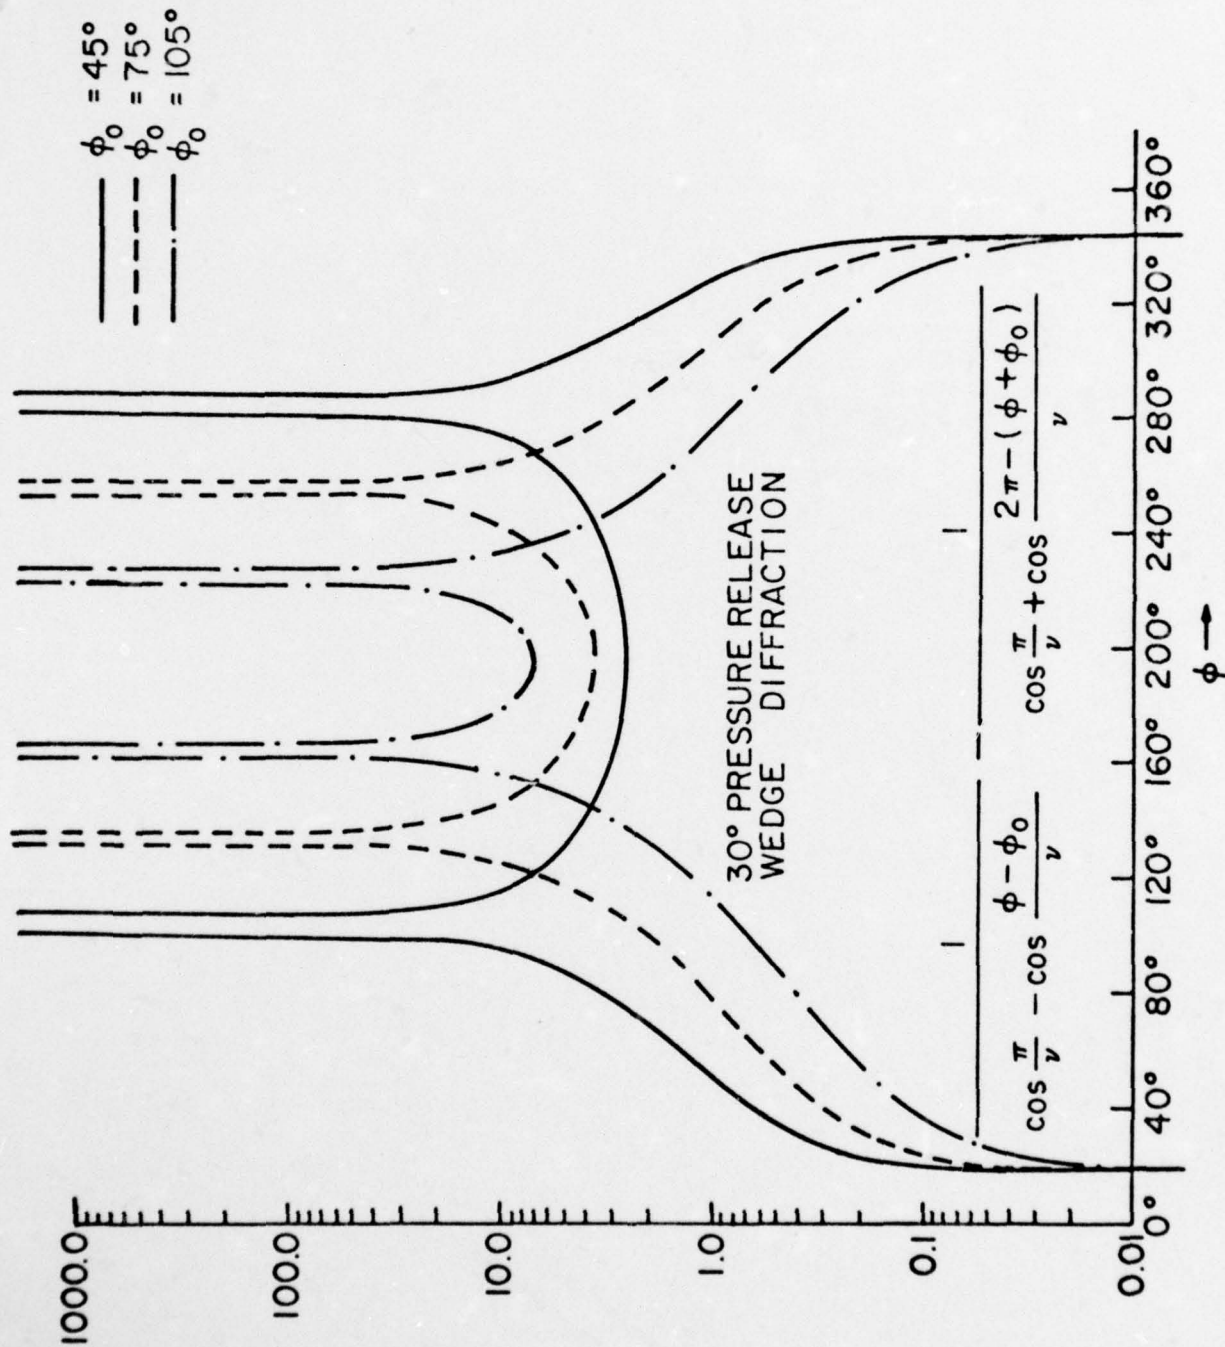 ϕ₀ = 45°
ϕ₀ = 75°
ϕ₀ = 105°
1000.0
100.0
10.0
1.0
0.1
0.01
30° PRESSURE RELEASE
WEDGE DIFFRACTION
1 / (cos π/ν − cos (ϕ − ϕ₀)/ν) − 1 / (cos π/ν + cos (2π − (ϕ + ϕ₀))/ν)
0° 40° 80° 120° 160° 200° 240° 280° 320° 360°
ϕ →